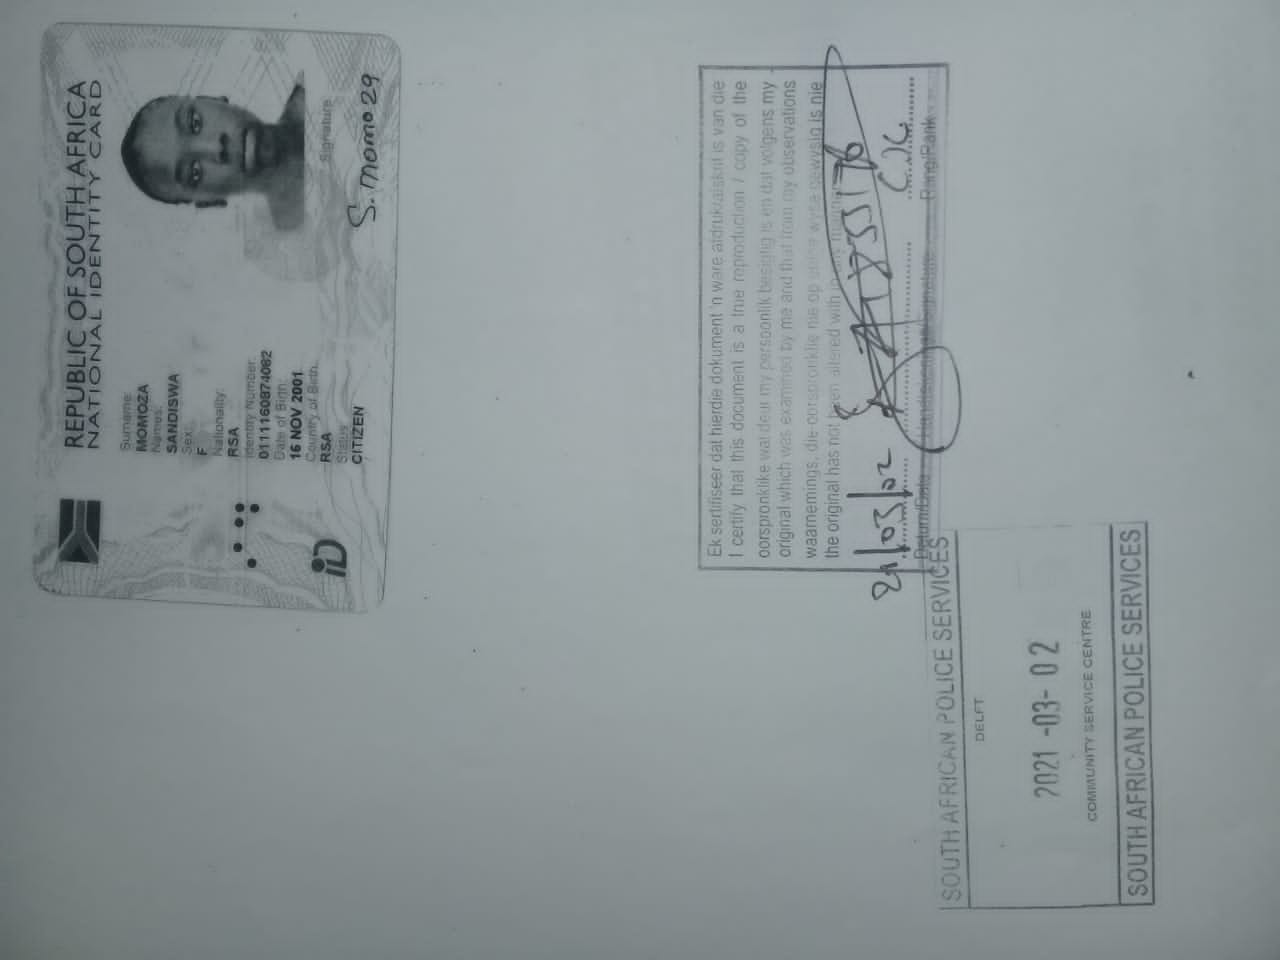 REPUBLIC OF SOUTH AFRICA
NATIONAL IDENTITY CARD
Surname:
MOMOZA
Names:
SANDISWA
Sex:
F
Nationality:
RSA
Identity Number:
0111160874082
Date of Birth:
16 NOV 2001
Country of Birth:
RSA
Status:
CITIZEN
Signature
S. momo29
iD
Ek sertifiseer dat hierdie dokument 'n ware afdruk/afskrif is van die
I certify that this document is a true reproduction / copy of the
oorspronklike wat deur my persoonlik besigtig is en dat volgens my
original which was examined by me and that from my observations
waarnemings, die oorspronklike nie op enige wyse gewysig is nie
the original has not been altered with in any manner
21/03/02
Datum/Date
Handtekening/Signature
Rang/Rank
SOUTH AFRICAN POLICE SERVICES
DELFT
2021 -03- 02
COMMUNITY SERVICE CENTRE
SOUTH AFRICAN POLICE SERVICES